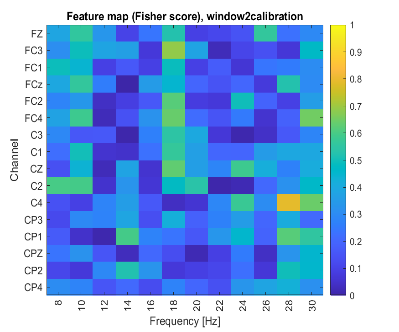 Feature map (Fisher score), window2calibration
FZ
FC3
FC1
FCz
FC2
FC4
C3
C1
CZ
C2
C4
CP3
CP1
CPZ
CP2
CP4
Channel
8 10 12 14 16 18 20 22 24 26 28 30
Frequency [Hz]
1
0.9
0.8
0.7
0.6
0.5
0.4
0.3
0.2
0.1
0